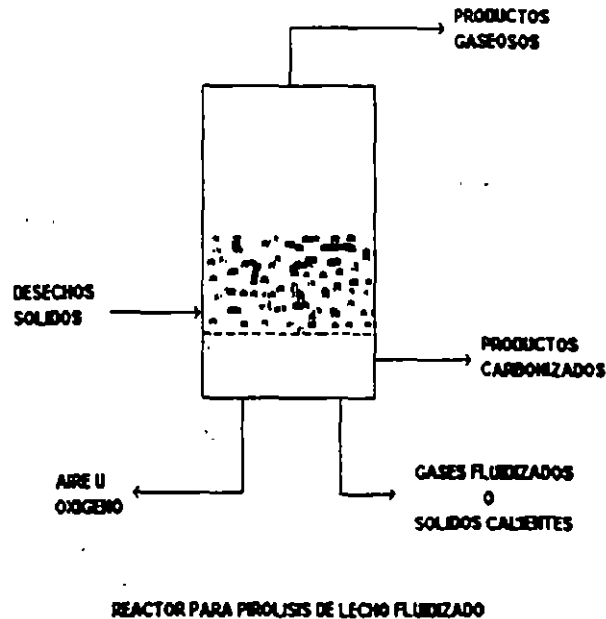 PRODUCTOS
GASEOSOS
DESECHOS
SOLIDOS
PRODUCTOS
CARBONIZADOS
AIRE U
OXIGENO
GASES FLUIDIZADOS
O
SOLIDOS CALIENTES
REACTOR PARA PIROLISIS DE LECHO FLUIDIZADO